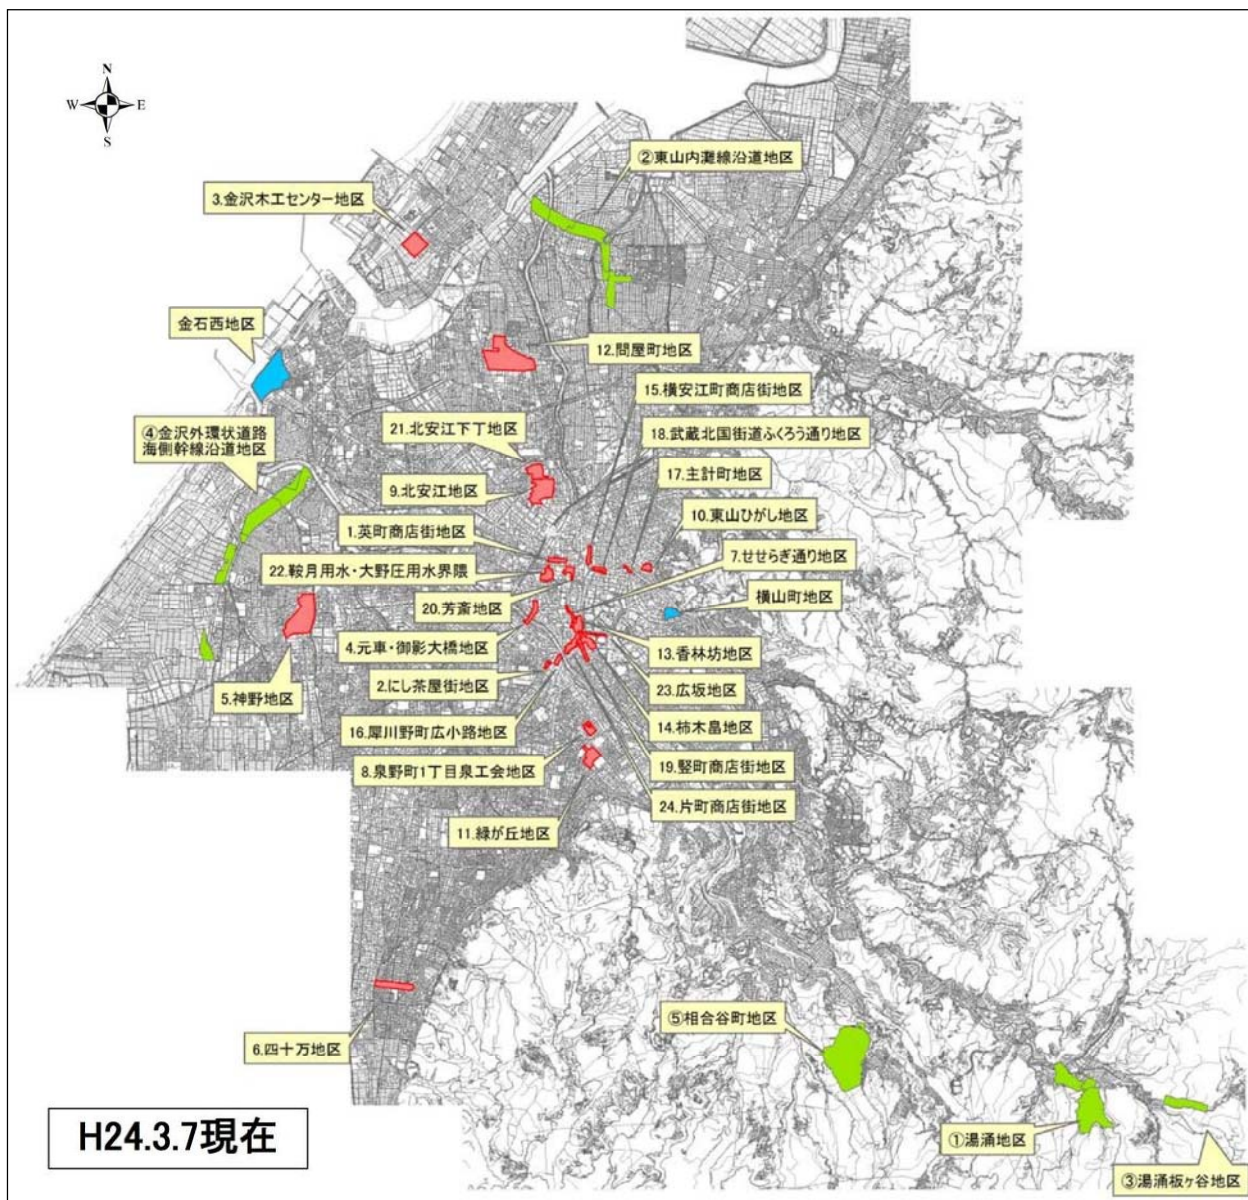 N
W E
S
②東山内灘線沿道地区
3.金沢木工センター地区
金石西地区
12.問屋町地区
15.横安江町商店街地区
21.北安江下丁地区
④金沢外環状道路
海側幹線沿道地区
18.武蔵北国街道ふくろう通り地区
17.主計町地区
9.北安江地区
10.東山ひがし地区
1.英町商店街地区
7.せせらぎ通り地区
22.鞍月用水・大野圧用水界隈
横山町地区
20.芳斎地区
4.元車・御影大橋地区
13.香林坊地区
2.にし茶屋街地区
23.広坂地区
5.神野地区
14.柿木畠地区
16.犀川野町広小路地区
19.竪町商店街地区
8.泉野町1丁目泉工会地区
24.片町商店街地区
11.緑が丘地区
⑤相合谷町地区
6.四十万地区
H24.3.7現在
①湯涌地区
③湯涌板ヶ谷地区